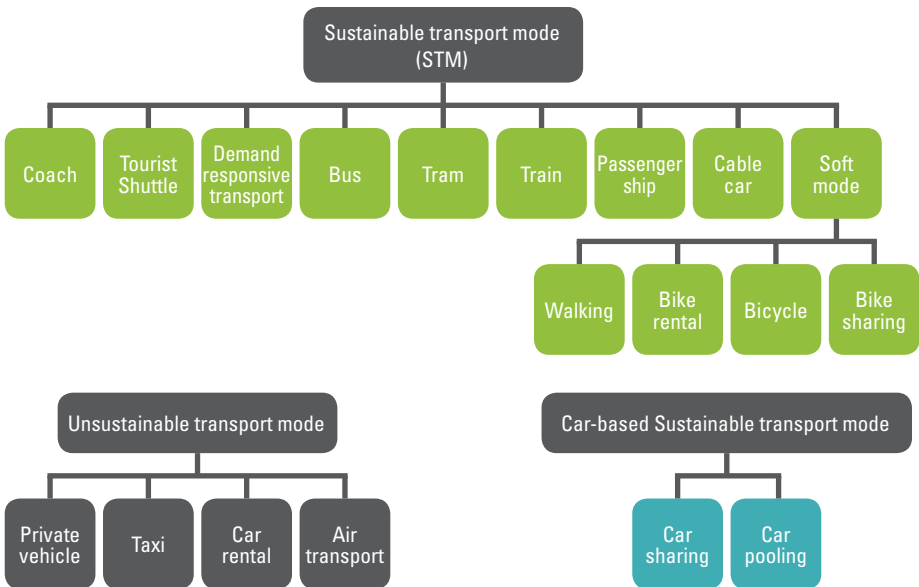 Sustainable transport mode
(STM)
Coach
Tourist
Shuttle
Demand
responsive
transport
Bus
Tram
Train
Passenger
ship
Cable
car
Soft
mode
Walking
Bike
rental
Bicycle
Bike
sharing
Unsustainable transport mode
Private
vehicle
Taxi
Car
rental
Air
transport
Car-based Sustainable transport mode
Car
sharing
Car
pooling